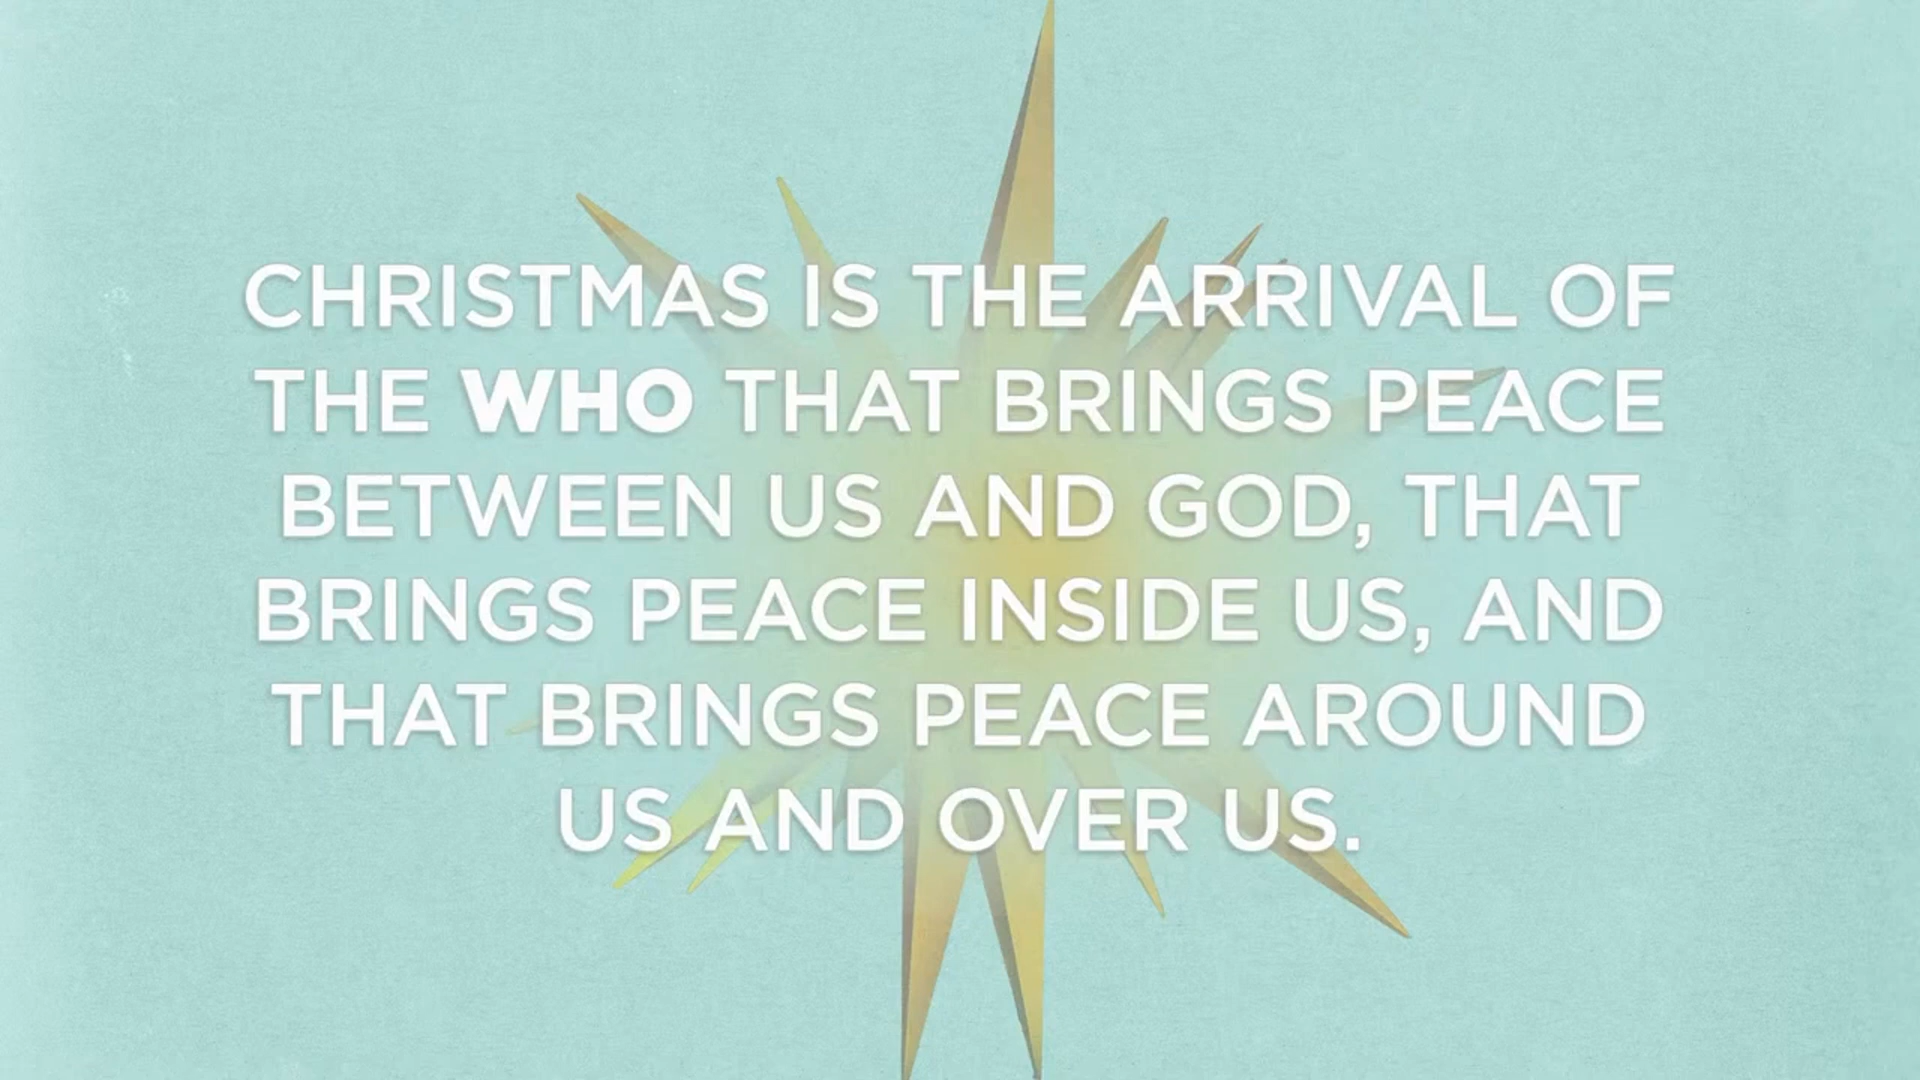 CHRISTMAS IS THE ARRIVAL OF
THE WHO THAT BRINGS PEACE
BETWEEN US AND GOD, THAT
BRINGS PEACE INSIDE US, AND
THAT BRINGS PEACE AROUND
US AND OVER US.